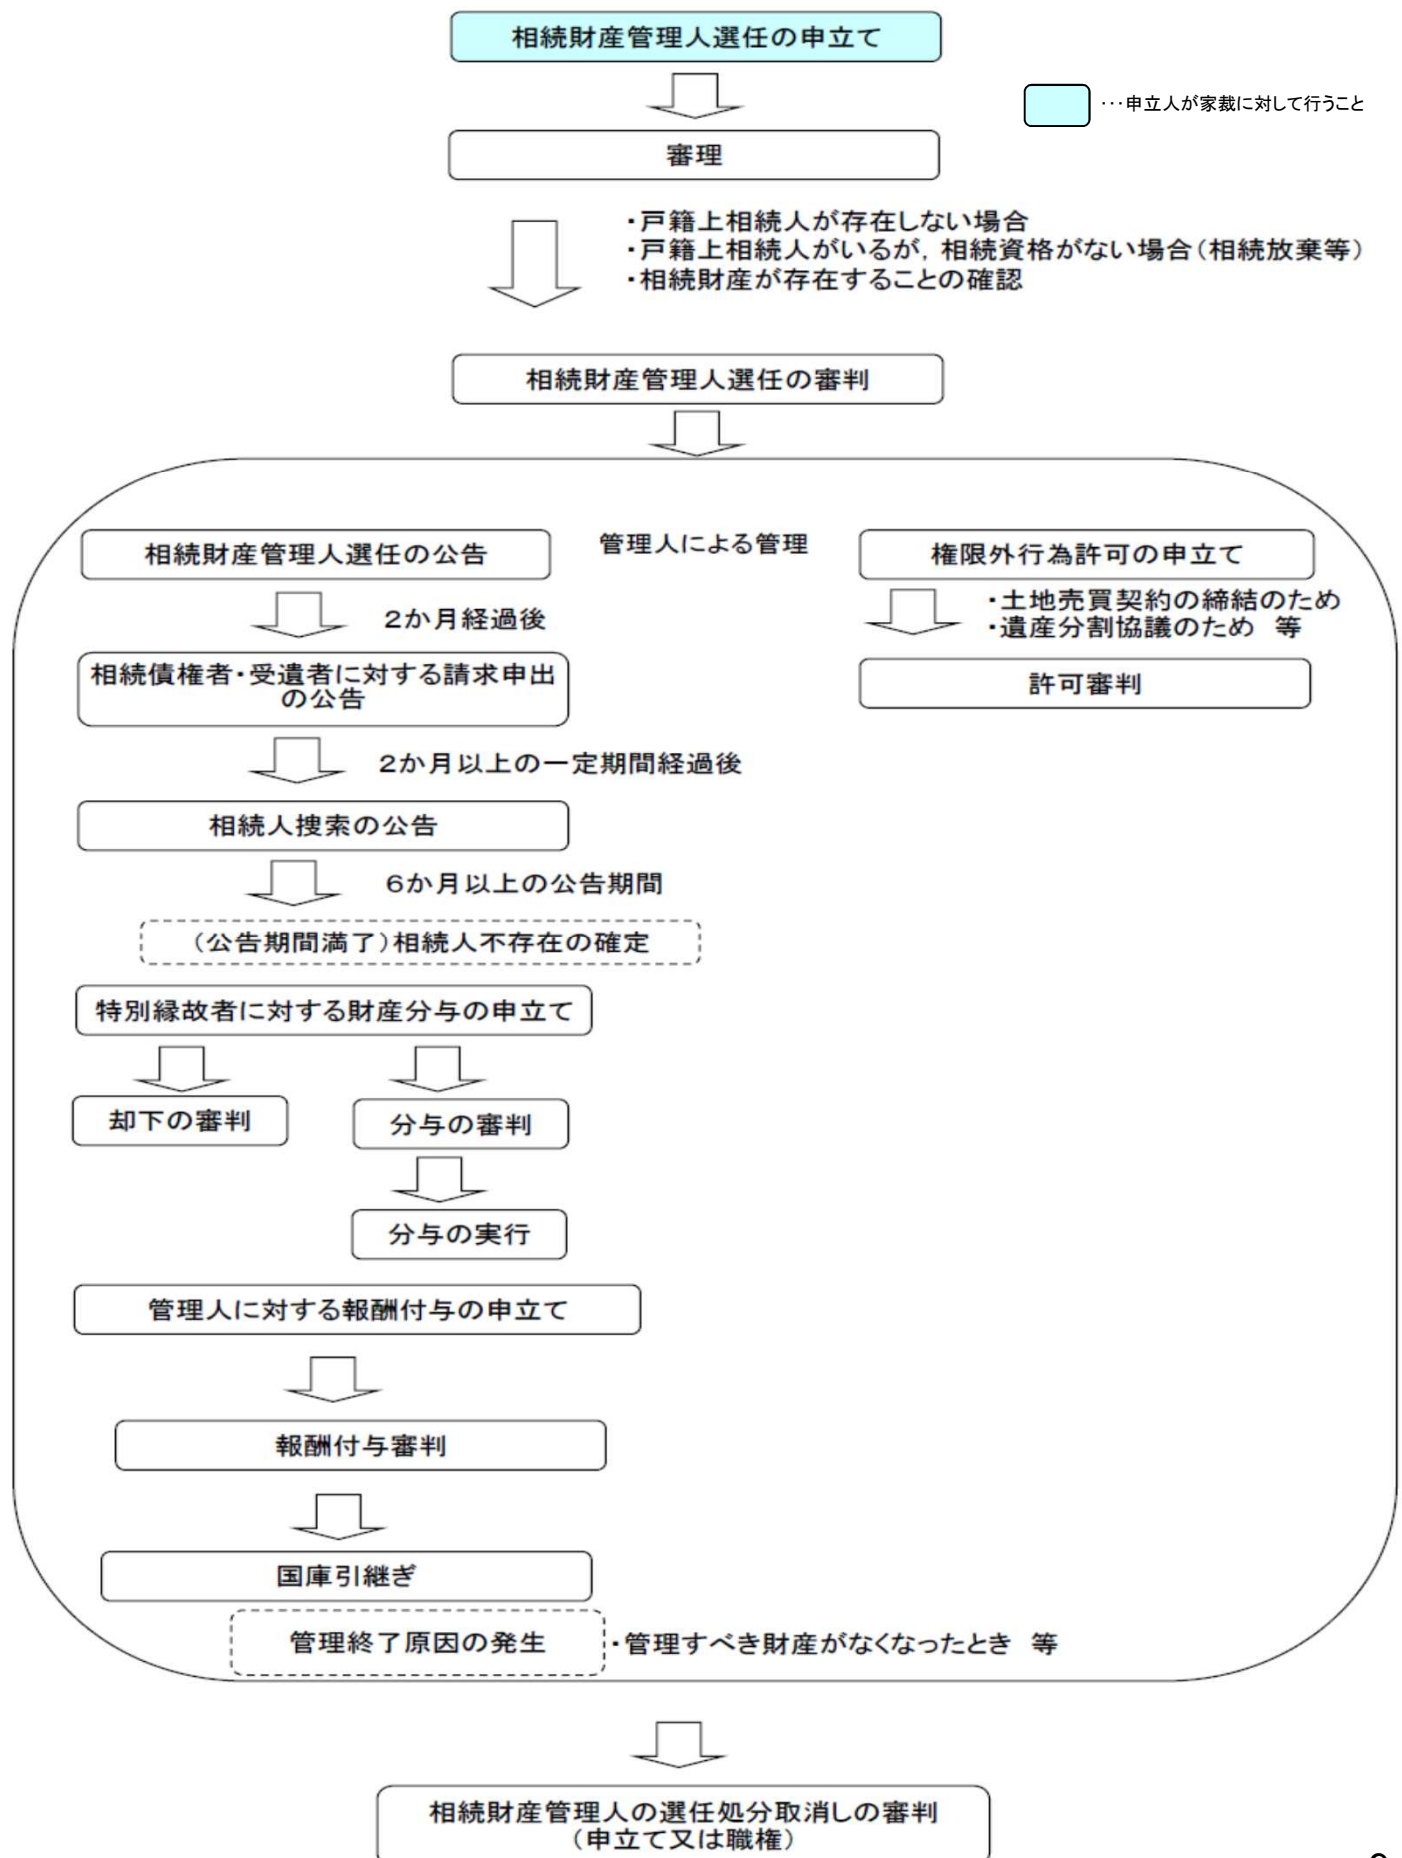 相続財産管理人選任の申立て
･･･申立人が家裁に対して行うこと
審理
・戸籍上相続人が存在しない場合
・戸籍上相続人がいるが，相続資格がない場合（相続放棄等）
・相続財産が存在することの確認
相続財産管理人選任の審判
管理人による管理
相続財産管理人選任の公告
2か月経過後
相続債権者・受遺者に対する請求申出
の公告
2か月以上の一定期間経過後
相続人捜索の公告
6か月以上の公告期間
（公告期間満了）相続人不存在の確定
特別縁故者に対する財産分与の申立て
却下の審判
分与の審判
分与の実行
管理人に対する報酬付与の申立て
報酬付与審判
国庫引継ぎ
管理終了原因の発生
・管理すべき財産がなくなったとき　等
権限外行為許可の申立て
・土地売買契約の締結のため
・遺産分割協議のため　等
許可審判
相続財産管理人の選任処分取消しの審判
（申立て又は職権）